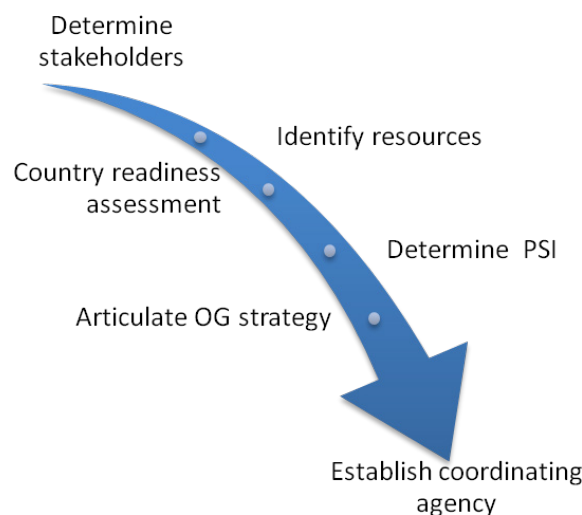 Determine
stakeholders
Identify resources
Country readiness
assessment
Determine PSI
Articulate OG strategy
Establish coordinating
agency